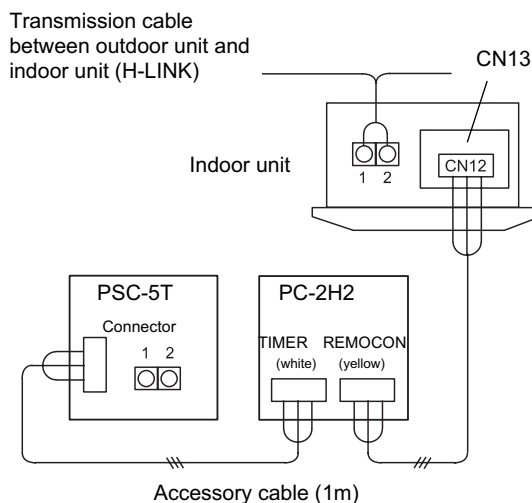 Transmission cable
between outdoor unit and
indoor unit (H-LINK)
CN13
Indoor unit
1 2
CN12
PSC-5T
Connector
1 2
PC-2H2
TIMER REMOCON
(white) (yellow)
Accessory cable (1m)